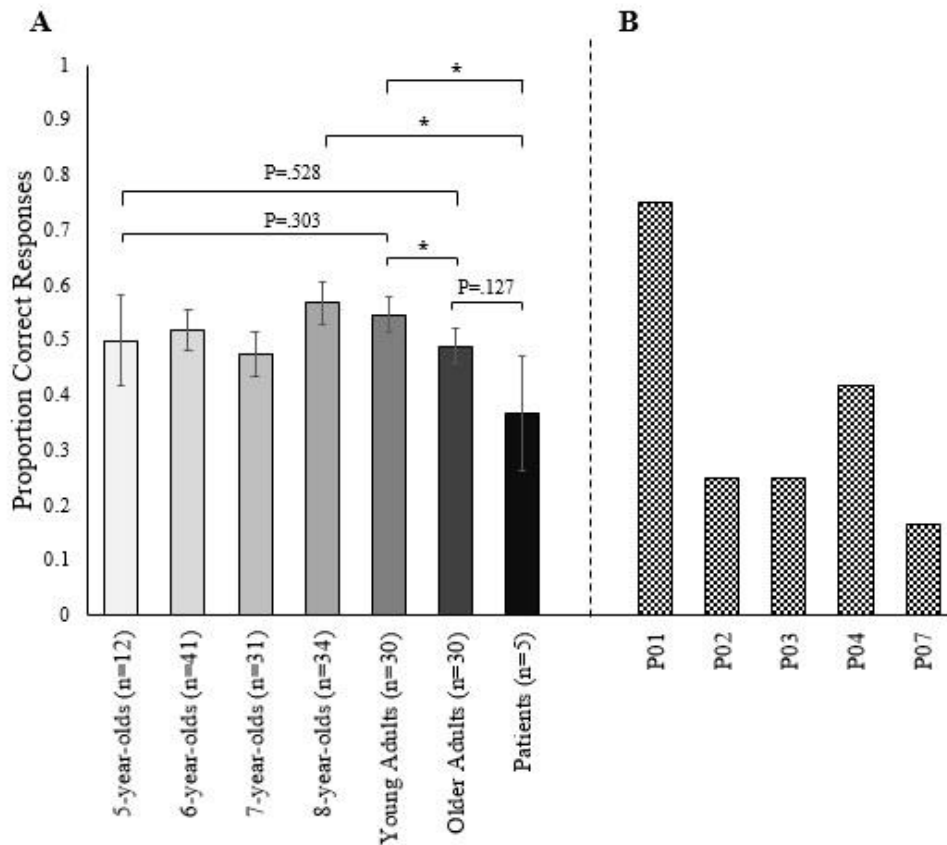 A
B
Proportion Correct Responses
1
0.9
0.8
0.7
0.6
0.5
0.4
0.3
0.2
0.1
0
*
*
P=.528
P=.303
*
P=.127
5-year-olds (n=12)
6-year-olds (n=41)
7-year-olds (n=31)
8-year-olds (n=34)
Young Adults (n=30)
Older Adults (n=30)
Patients (n=5)
P01
P02
P03
P04
P07